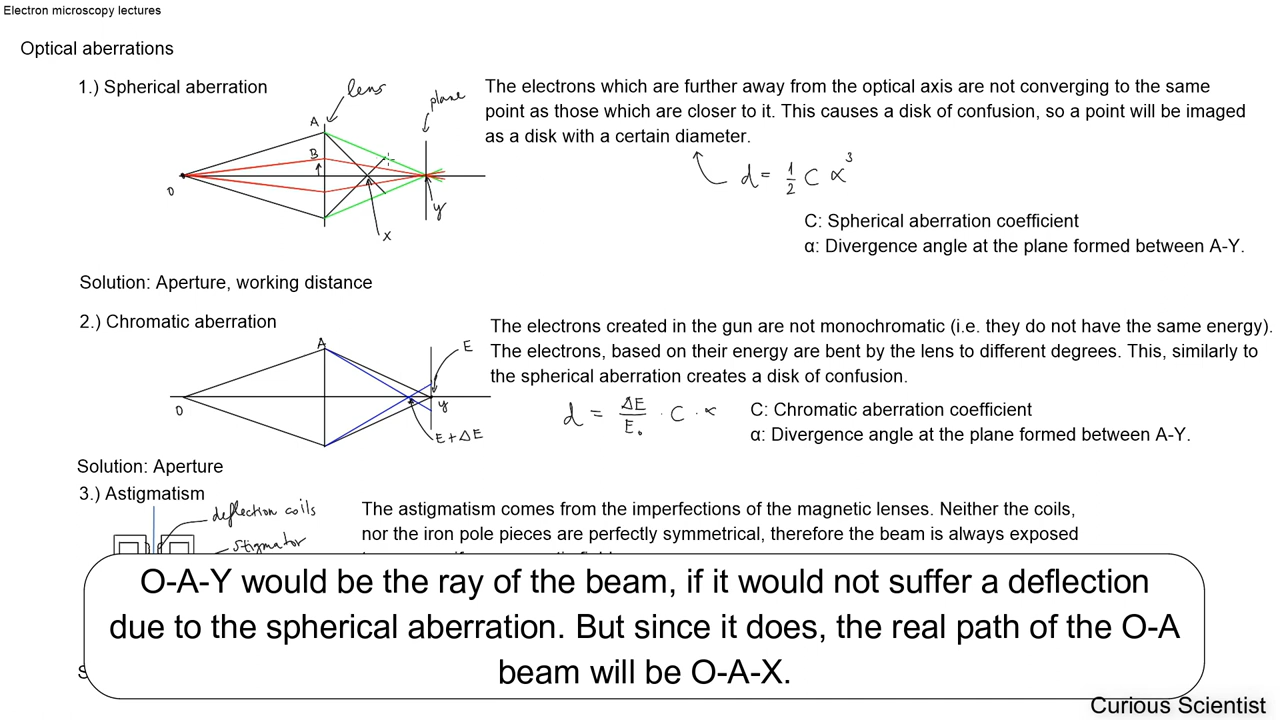 Electron microscopy lectures
Optical aberrations
1.) Spherical aberration
lens
plane
A
B
O
X
y
The electrons which are further away from the optical axis are not converging to the same
point as those which are closer to it. This causes a disk of confusion, so a point will be imaged
as a disk with a certain diameter.
d = 1/2 C α³
C: Spherical aberration coefficient
α: Divergence angle at the plane formed between A-Y.
Solution: Aperture, working distance
2.) Chromatic aberration
A
E
O
y
E+ΔE
The electrons created in the gun are not monochromatic (i.e. they do not have the same energy).
The electrons, based on their energy are bent by the lens to different degrees. This, similarly to
the spherical aberration creates a disk of confusion.
d = ΔE/E₀ · C · α
C: Chromatic aberration coefficient
α: Divergence angle at the plane formed between A-Y.
Solution: Aperture
3.) Astigmatism
deflection coils
stigmator
The astigmatism comes from the imperfections of the magnetic lenses. Neither the coils,
nor the iron pole pieces are perfectly symmetrical, therefore the beam is always exposed
O-A-Y would be the ray of the beam, if it would not suffer a deflection
due to the spherical aberration. But since it does, the real path of the O-A
beam will be O-A-X.
Curious Scientist